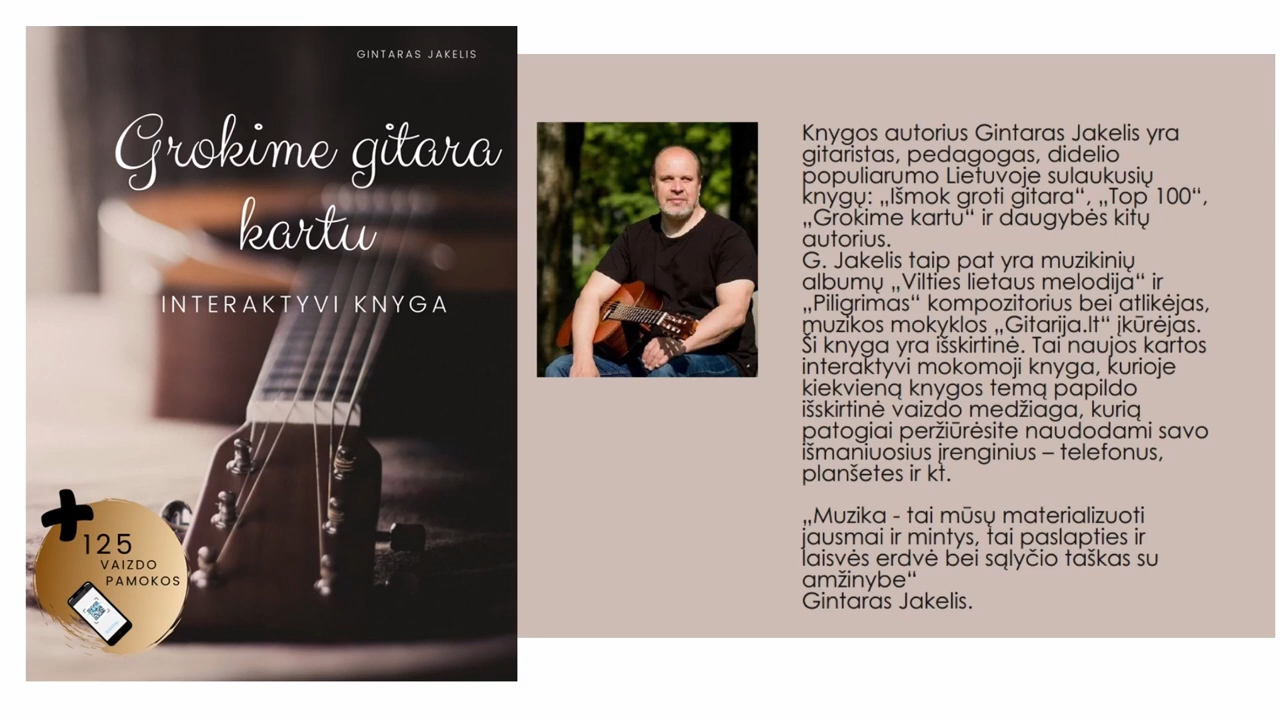 GINTARAS JAKELIS
Grokime gitara
kartu
INTERAKTYVI KNYGA
125
VAIZDO
PAMOKOS
Knygos autorius Gintaras Jakelis yra
gitaristas, pedagogas, didelio
populiarumo Lietuvoje sulaukusių
knygų: „Išmok groti gitara“, „Top 100“,
„Grokime kartu“ ir daugybės kitų
autorius.
G. Jakelis taip pat yra muzikinių
albumų „Vilties lietaus melodija“ ir
„Piligrimas“ kompozitorius bei atlikėjas,
muzikos mokyklos „Gitarija.lt“ įkūrėjas.
Ši knyga yra išskirtinė. Tai naujos kartos
interaktyvi mokomoji knyga, kurioje
kiekvieną knygos temą papildo
išskirtinė vaizdo medžiaga, kurią
patogiai peržiūrėsite naudodami savo
išmaniuosius įrenginius – telefonus,
planšetes ir kt.
„Muzika - tai mūsų materializuoti
jausmai ir mintys, tai paslapties ir
laisvės erdvė bei sąlyčio taškas su
amžinybe“
Gintaras Jakelis.